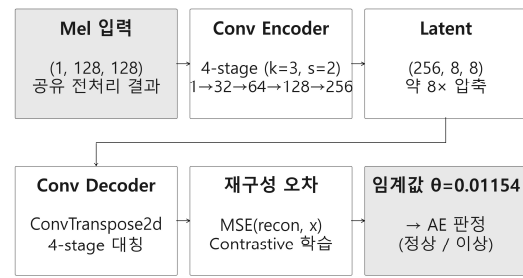 Mel 입력
(1, 128, 128)
공유 전처리 결과
Conv Encoder
4-stage (k=3, s=2)
1→32→64→128→256
Latent
(256, 8, 8)
약 8× 압축
Conv Decoder
ConvTranspose2d
4-stage 대칭
재구성 오차
MSE(recon, x)
Contrastive 학습
임계값 θ=0.01154
→ AE 판정
(정상 / 이상)